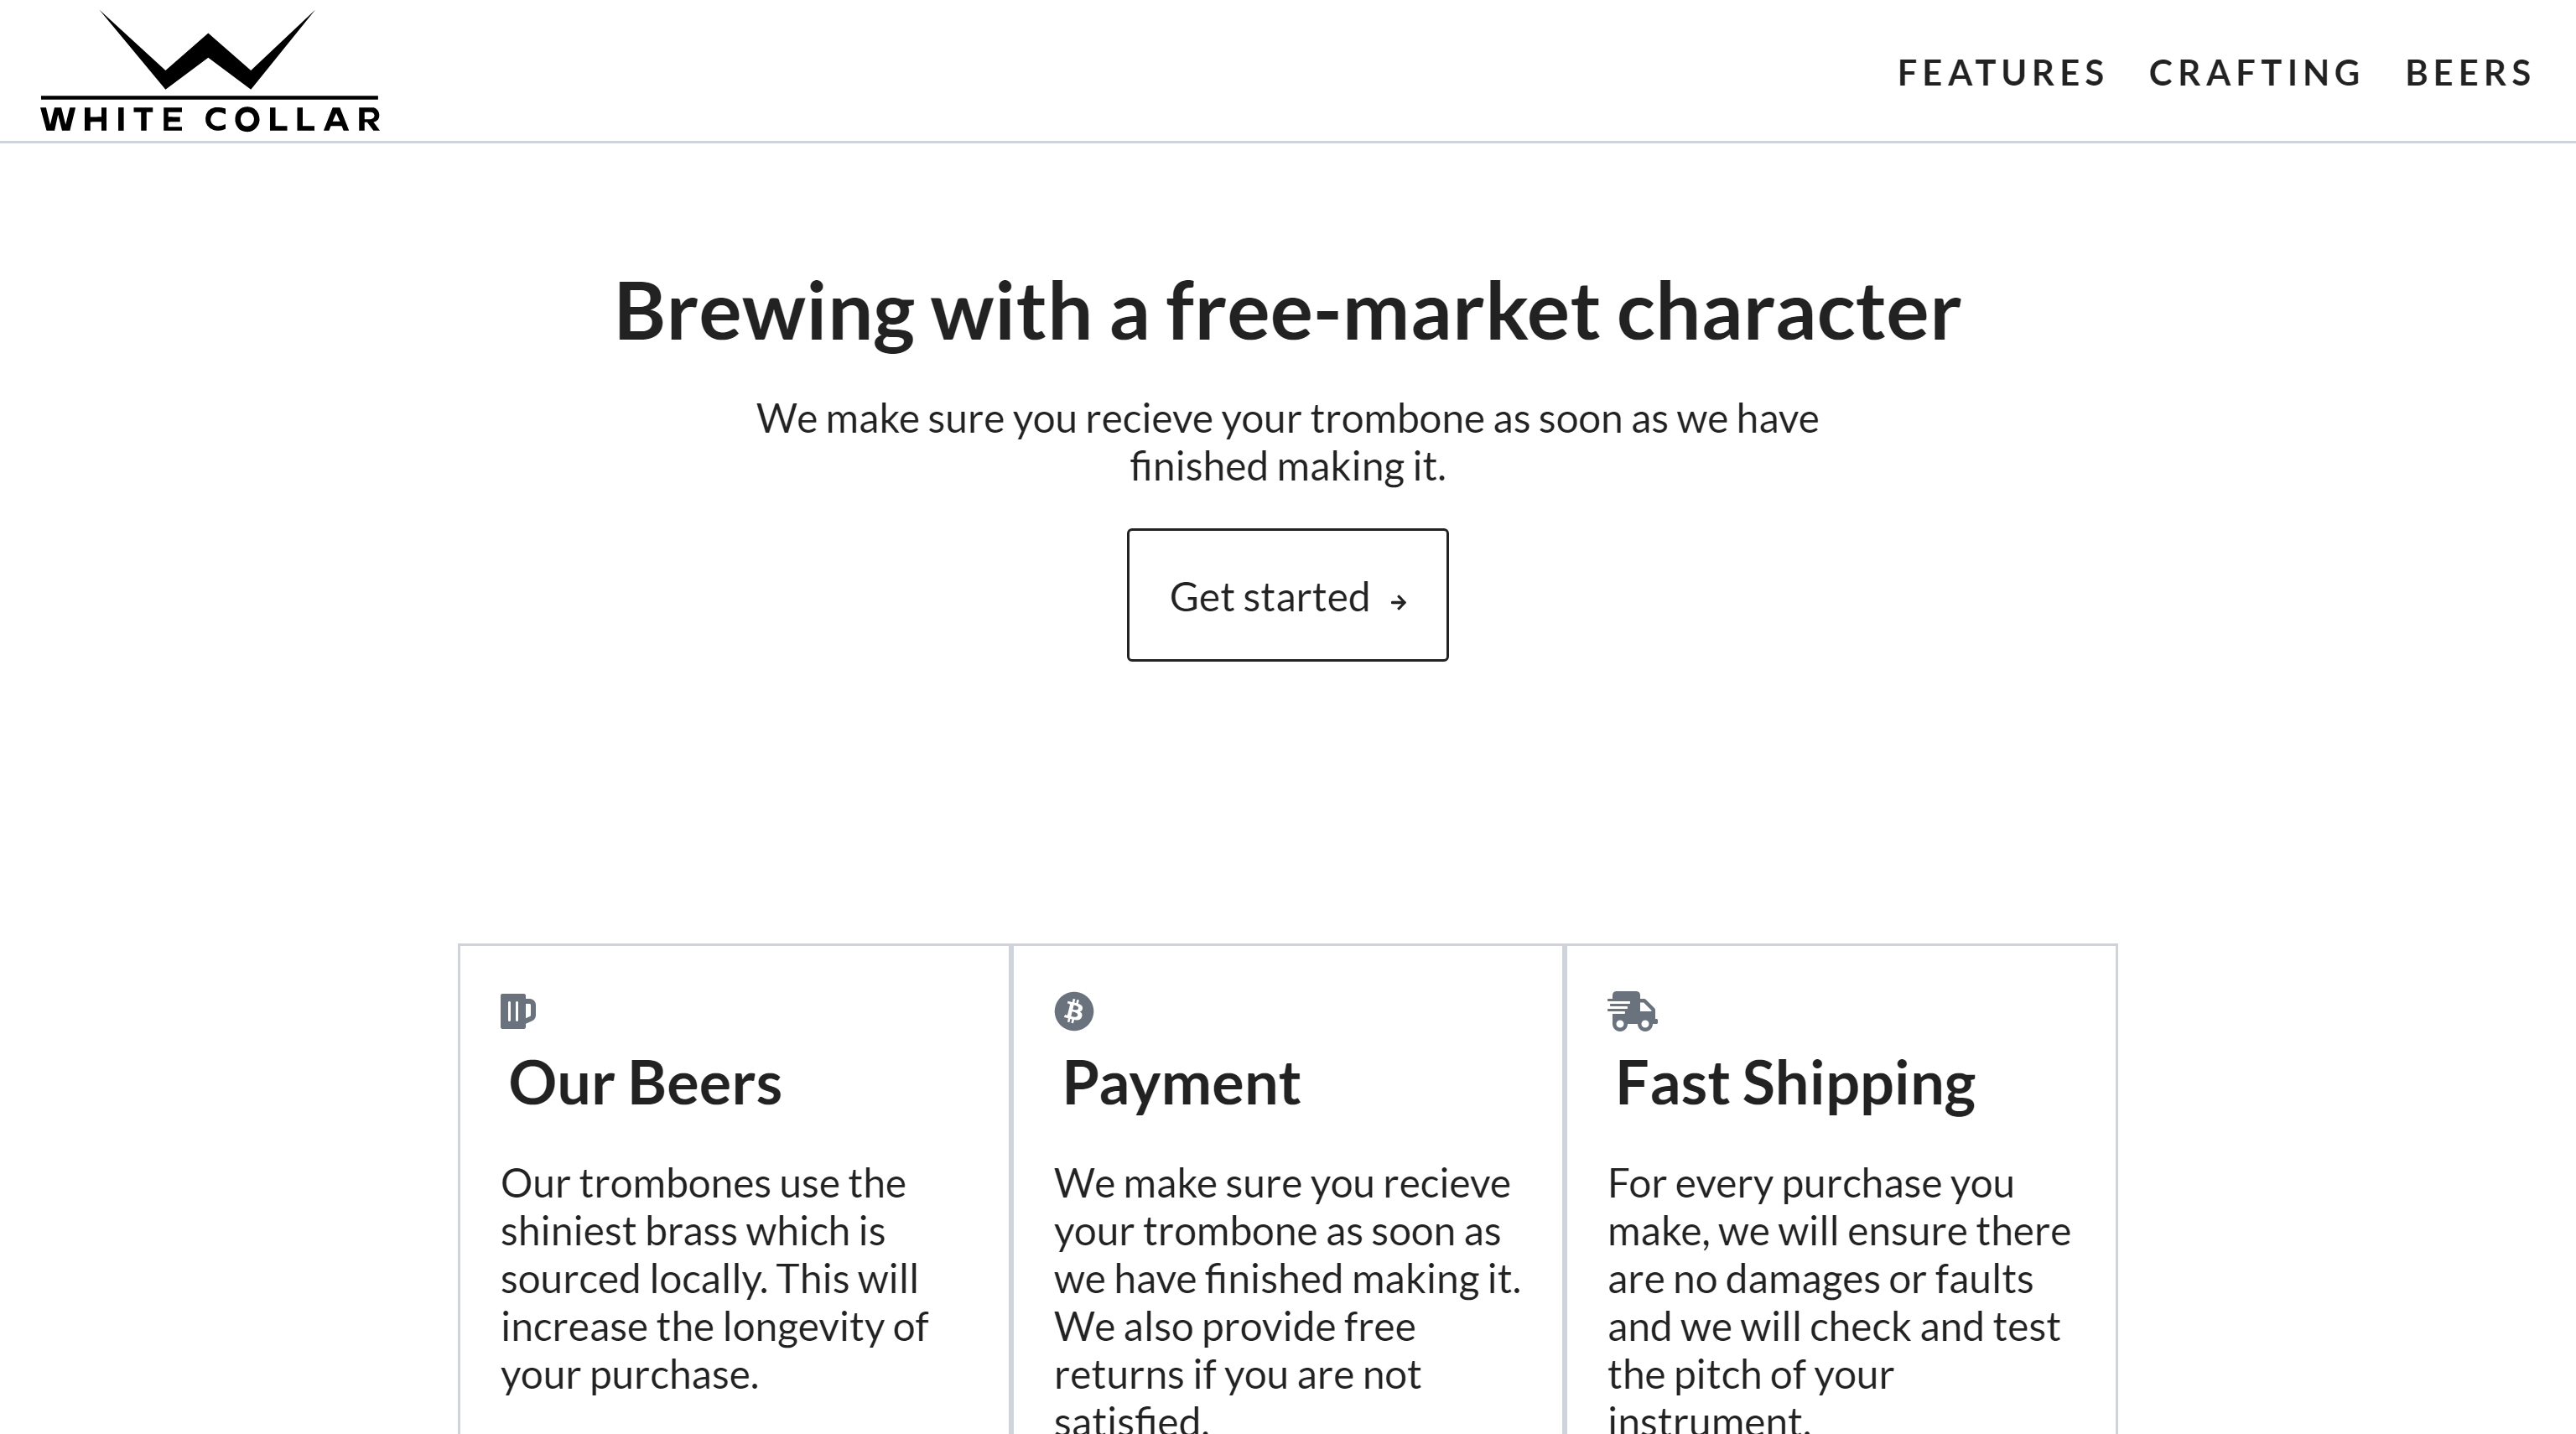 WHITE COLLAR
FEATURES CRAFTING BEERS
Brewing with a free-market character
We make sure you recieve your trombone as soon as we have
finished making it.
Get started →
Our Beers
Our trombones use the
shiniest brass which is
sourced locally. This will
increase the longevity of
your purchase.
Payment
We make sure you recieve
your trombone as soon as
we have finished making it.
We also provide free
returns if you are not
satisfied.
Fast Shipping
For every purchase you
make, we will ensure there
are no damages or faults
and we will check and test
the pitch of your
instrument.